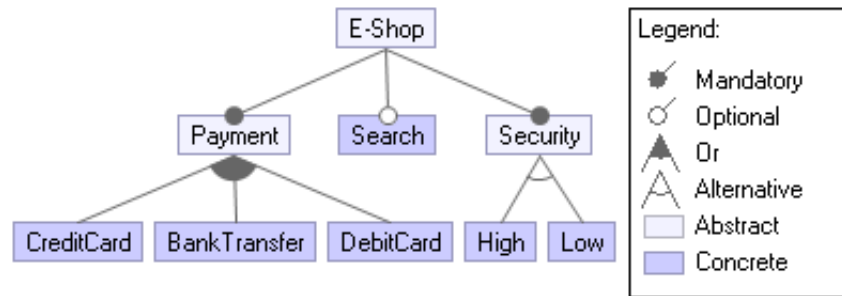 E-Shop
Payment
Search
Security
CreditCard
BankTransfer
DebitCard
High
Low
Legend:
Mandatory
Optional
Or
Alternative
Abstract
Concrete